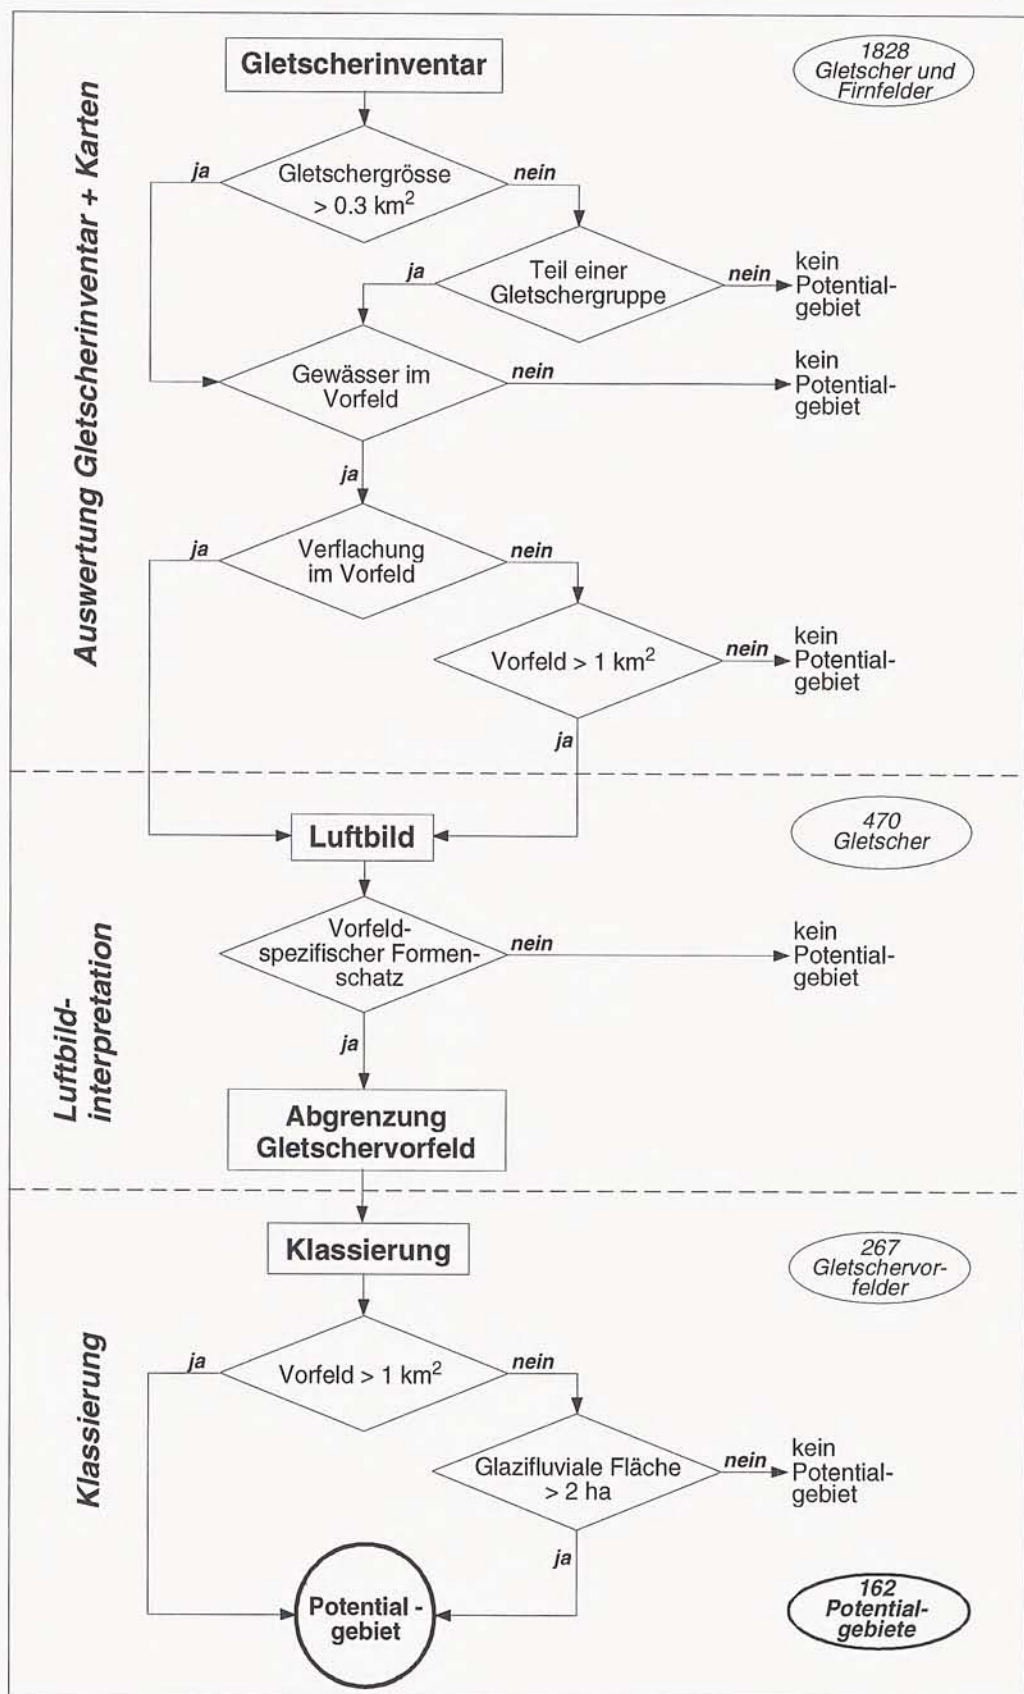 Auswertung Gletscherinventar + Karten
Gletscherinventar
1828
Gletscher und
Firnfelder
Gletschergrösse
> 0.3 km²
ja
nein
Teil einer
Gletschergruppe
ja
nein
kein
Potential-
gebiet
Gewässer im
Vorfeld
nein
kein
Potential-
gebiet
ja
Verflachung
im Vorfeld
ja
nein
Vorfeld > 1 km²
nein
kein
Potential-
gebiet
ja
Luftbild-
interpretation
Luftbild
470
Gletscher
Vorfeld-
spezifischer Formen-
schatz
nein
kein
Potential-
gebiet
ja
Abgrenzung
Gletschervorfeld
Klassierung
Klassierung
267
Gletschervor-
felder
Vorfeld > 1 km²
ja
nein
Glazifluviale Fläche
> 2 ha
nein
kein
Potential-
gebiet
ja
Potential -
gebiet
162
Potential-
gebiete